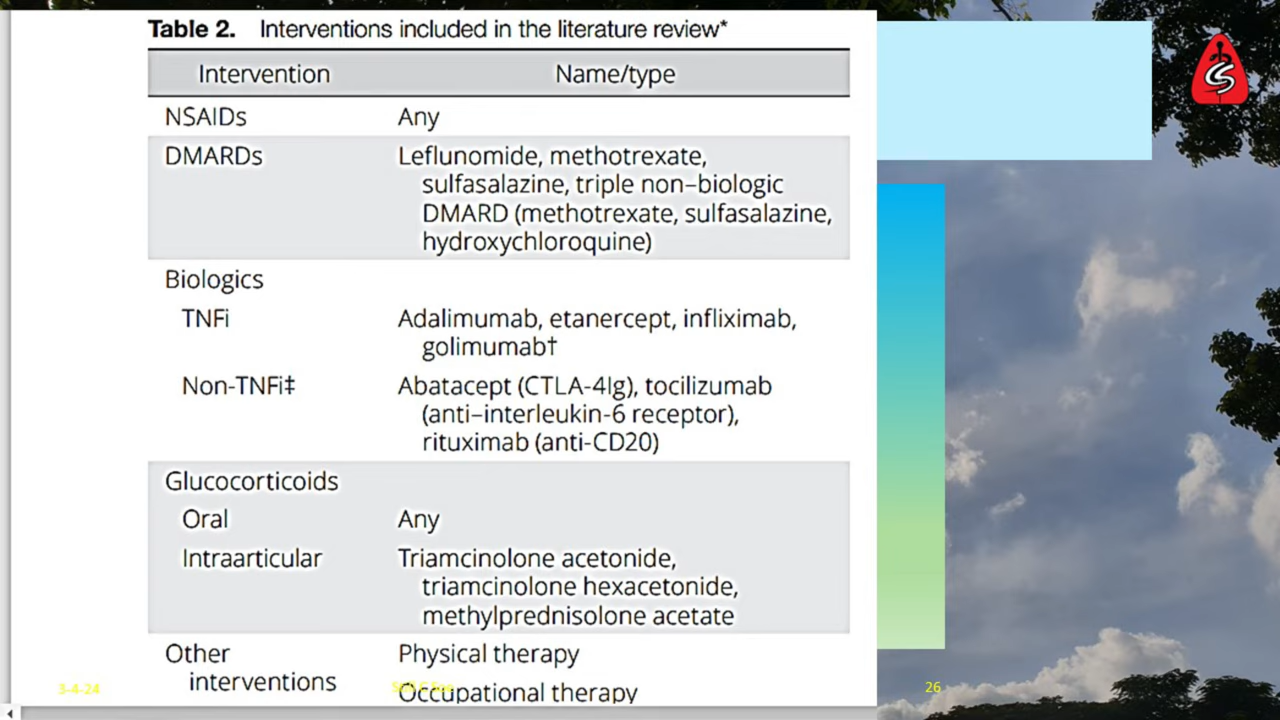 Table 2. Interventions included in the literature review*
Intervention Name/type
NSAIDs Any
DMARDs Leflunomide, methotrexate,
sulfasalazine, triple non–biologic
DMARD (methotrexate, sulfasalazine,
hydroxychloroquine)
Biologics
TNFi Adalimumab, etanercept, infliximab,
golimumab†
Non-TNFi‡ Abatacept (CTLA-4Ig), tocilizumab
(anti–interleukin-6 receptor),
rituximab (anti-CD20)
Glucocorticoids
Oral Any
Intraarticular Triamcinolone acetonide,
triamcinolone hexacetonide,
methylprednisolone acetate
Other Physical therapy
interventions
Occupational therapy
3-4-24
26